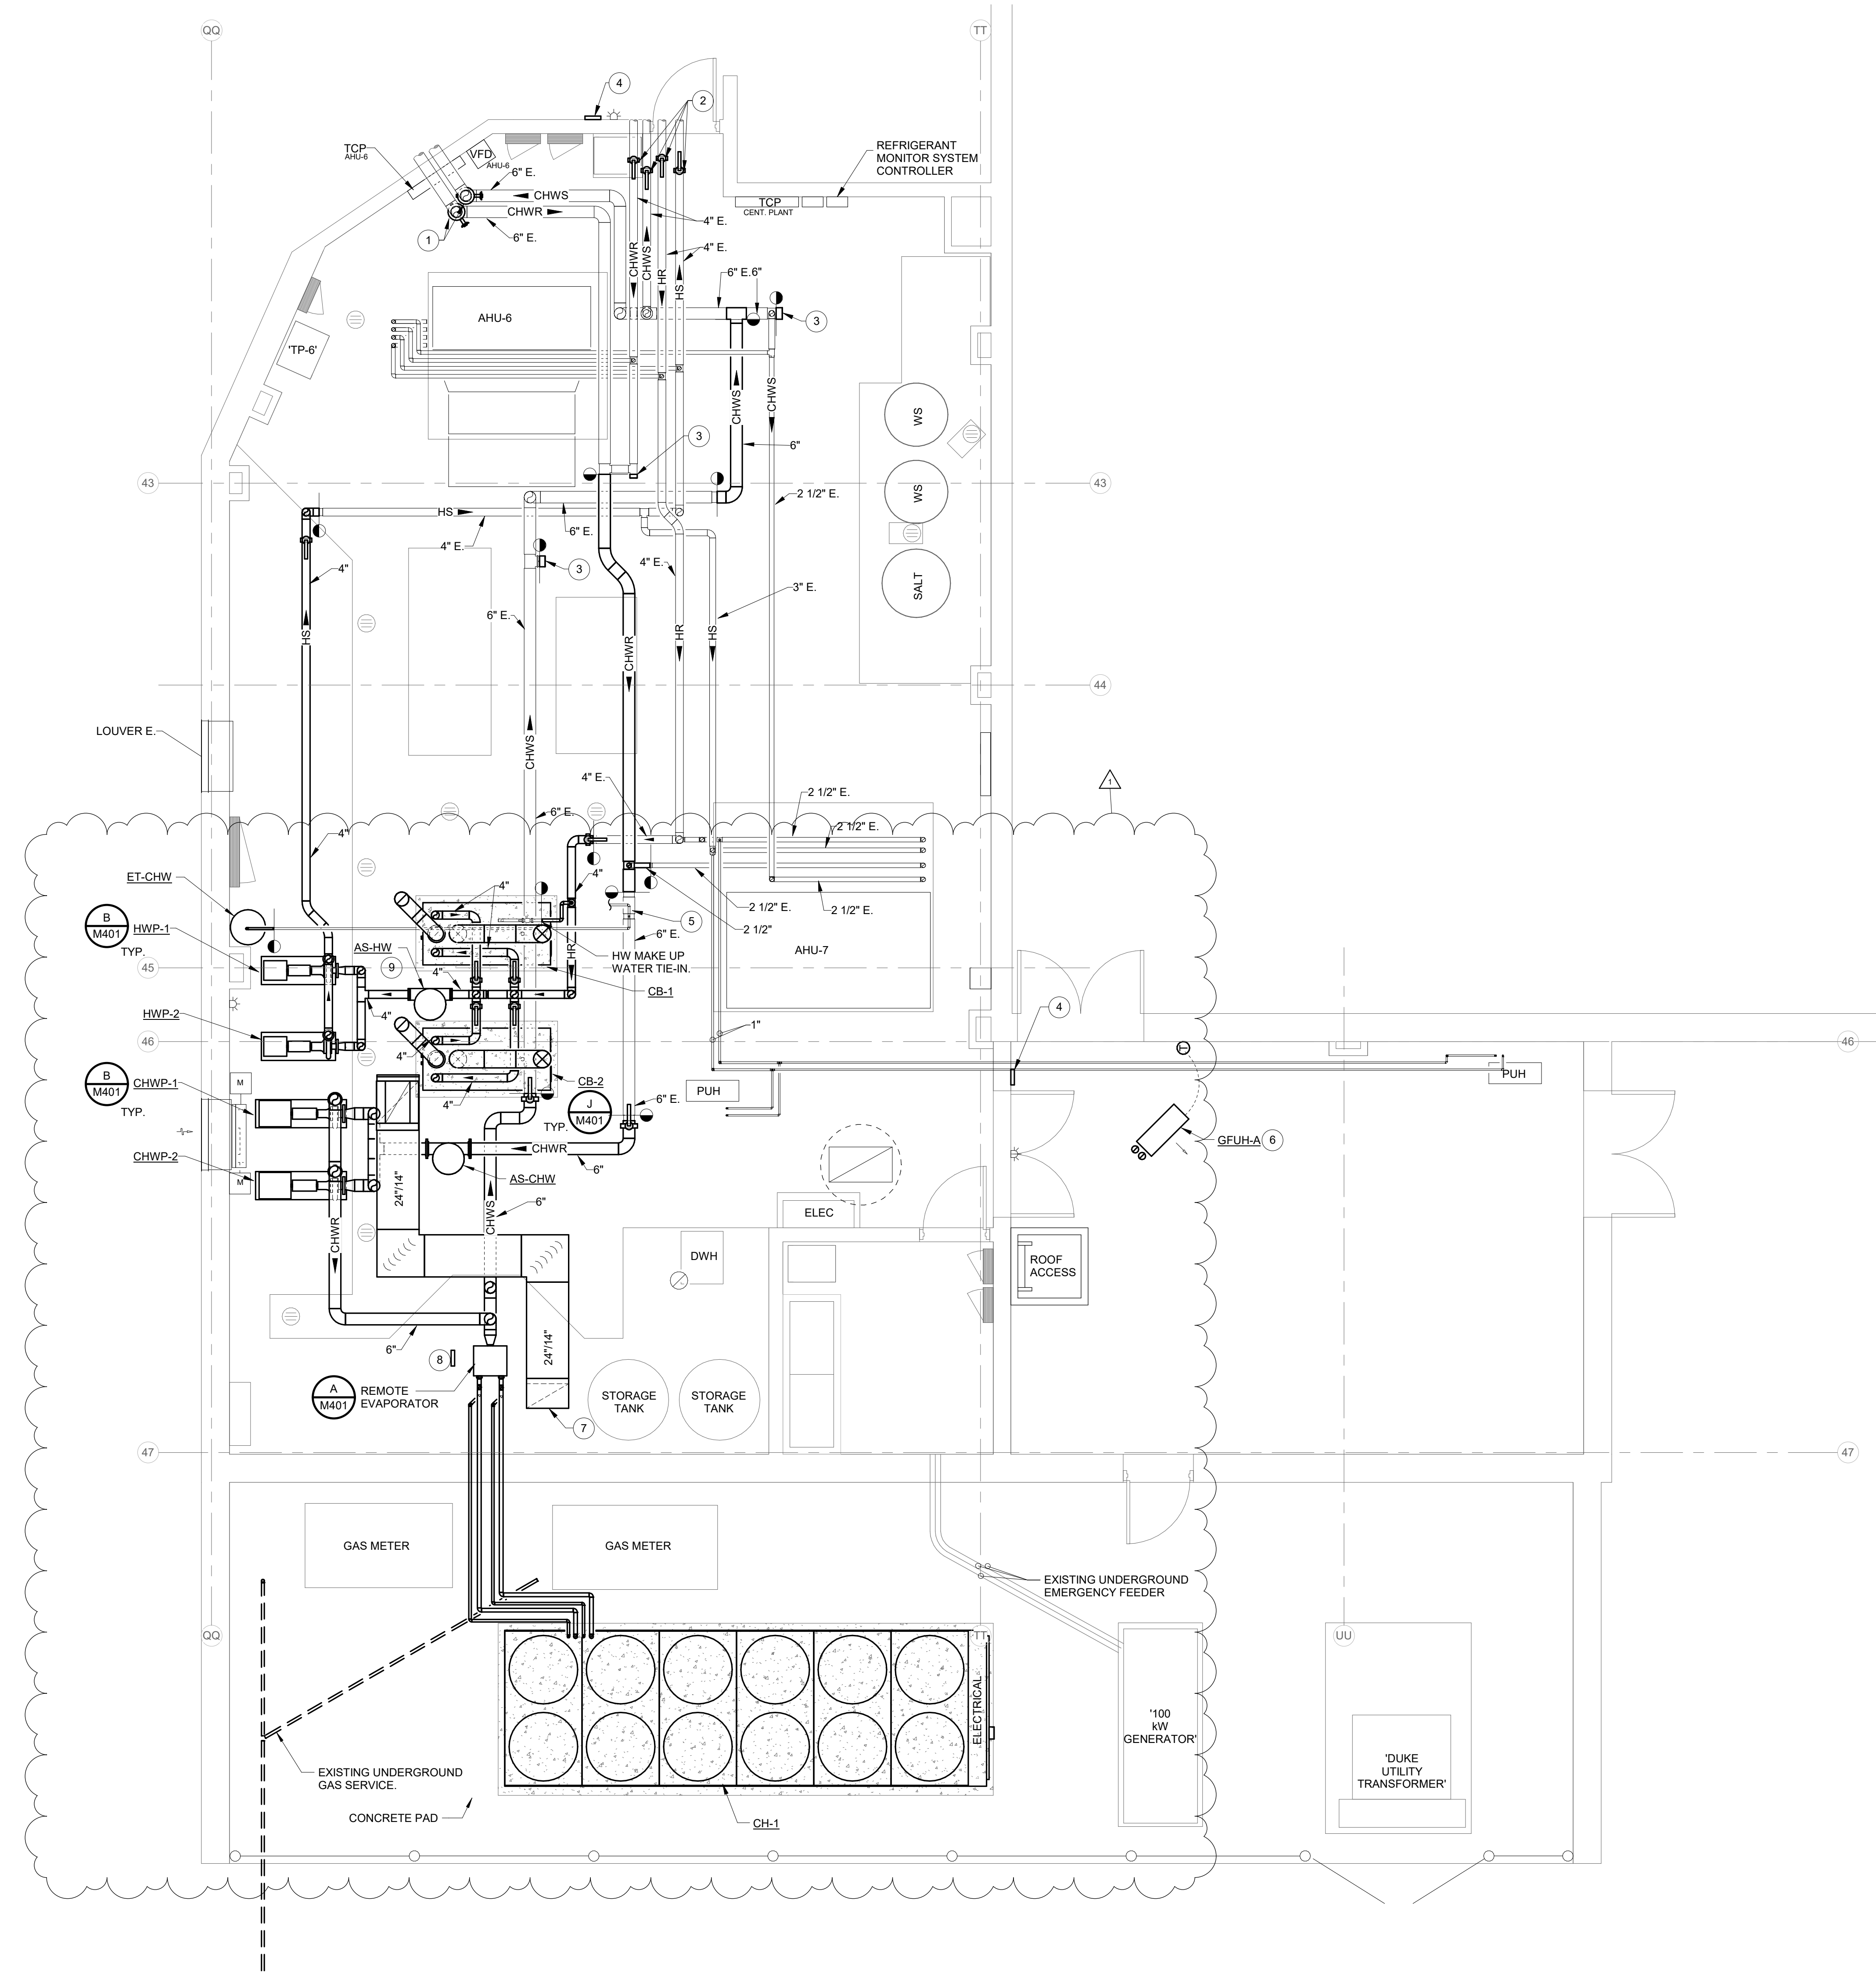 QQ
TT
4
2
TCP
AHU-6
VFD
AHU-6
6" E.
CHWS
CHWR
6" E.
1
REFRIGERANT
MONITOR SYSTEM
CONTROLLER
TCP
CENT. PLANT
4" E.
4" E.
CHWR
CHWS
HR
HS
6" E.
6"
3
AHU-6
'TP-6'
CHWS
CHWS
WS
3
6"
43
43
2 1/2" E.
WS
HS
6" E.
4" E.
4"
3
4" E.
3" E.
SALT
6" E.
HS
CHWR
HR
HS
44
LOUVER E.
CHWS
4" E.
2 1/2" E.
1
6" E.
2 1/2" E.
4"
ET-CHW
4"
4"
B
M401
HWP-1
TYP.
2 1/2" E.
2 1/2" E.
5
2 1/2"
6" E.
AS-HW
HR
HW MAKE UP
WATER TIE-IN.
AHU-7
45
9
4"
CB-1
4"
HWP-2
4
1"
46
46
4"
T
B
M401
CHWP-1
TYP.
M
CB-2
PUH
PUH
4"
J
M401
TYP.
6" E.
GFUH-A
6
CHWR
CHWP-2
6"
M
24"/14"
AS-CHW
6"
CHWS
ELEC
CHWR
DWH
ROOF
ACCESS
6"
24"/14"
8
A
M401
REMOTE
EVAPORATOR
STORAGE
TANK
STORAGE
TANK
7
47
47
GAS METER
GAS METER
EXISTING UNDERGROUND
EMERGENCY FEEDER
QQ
TT
UU
ELECTRICAL
'100
kW
GENERATOR'
'DUKE
UTILITY
TRANSFORMER'
EXISTING UNDERGROUND
GAS SERVICE.
CONCRETE PAD
CH-1